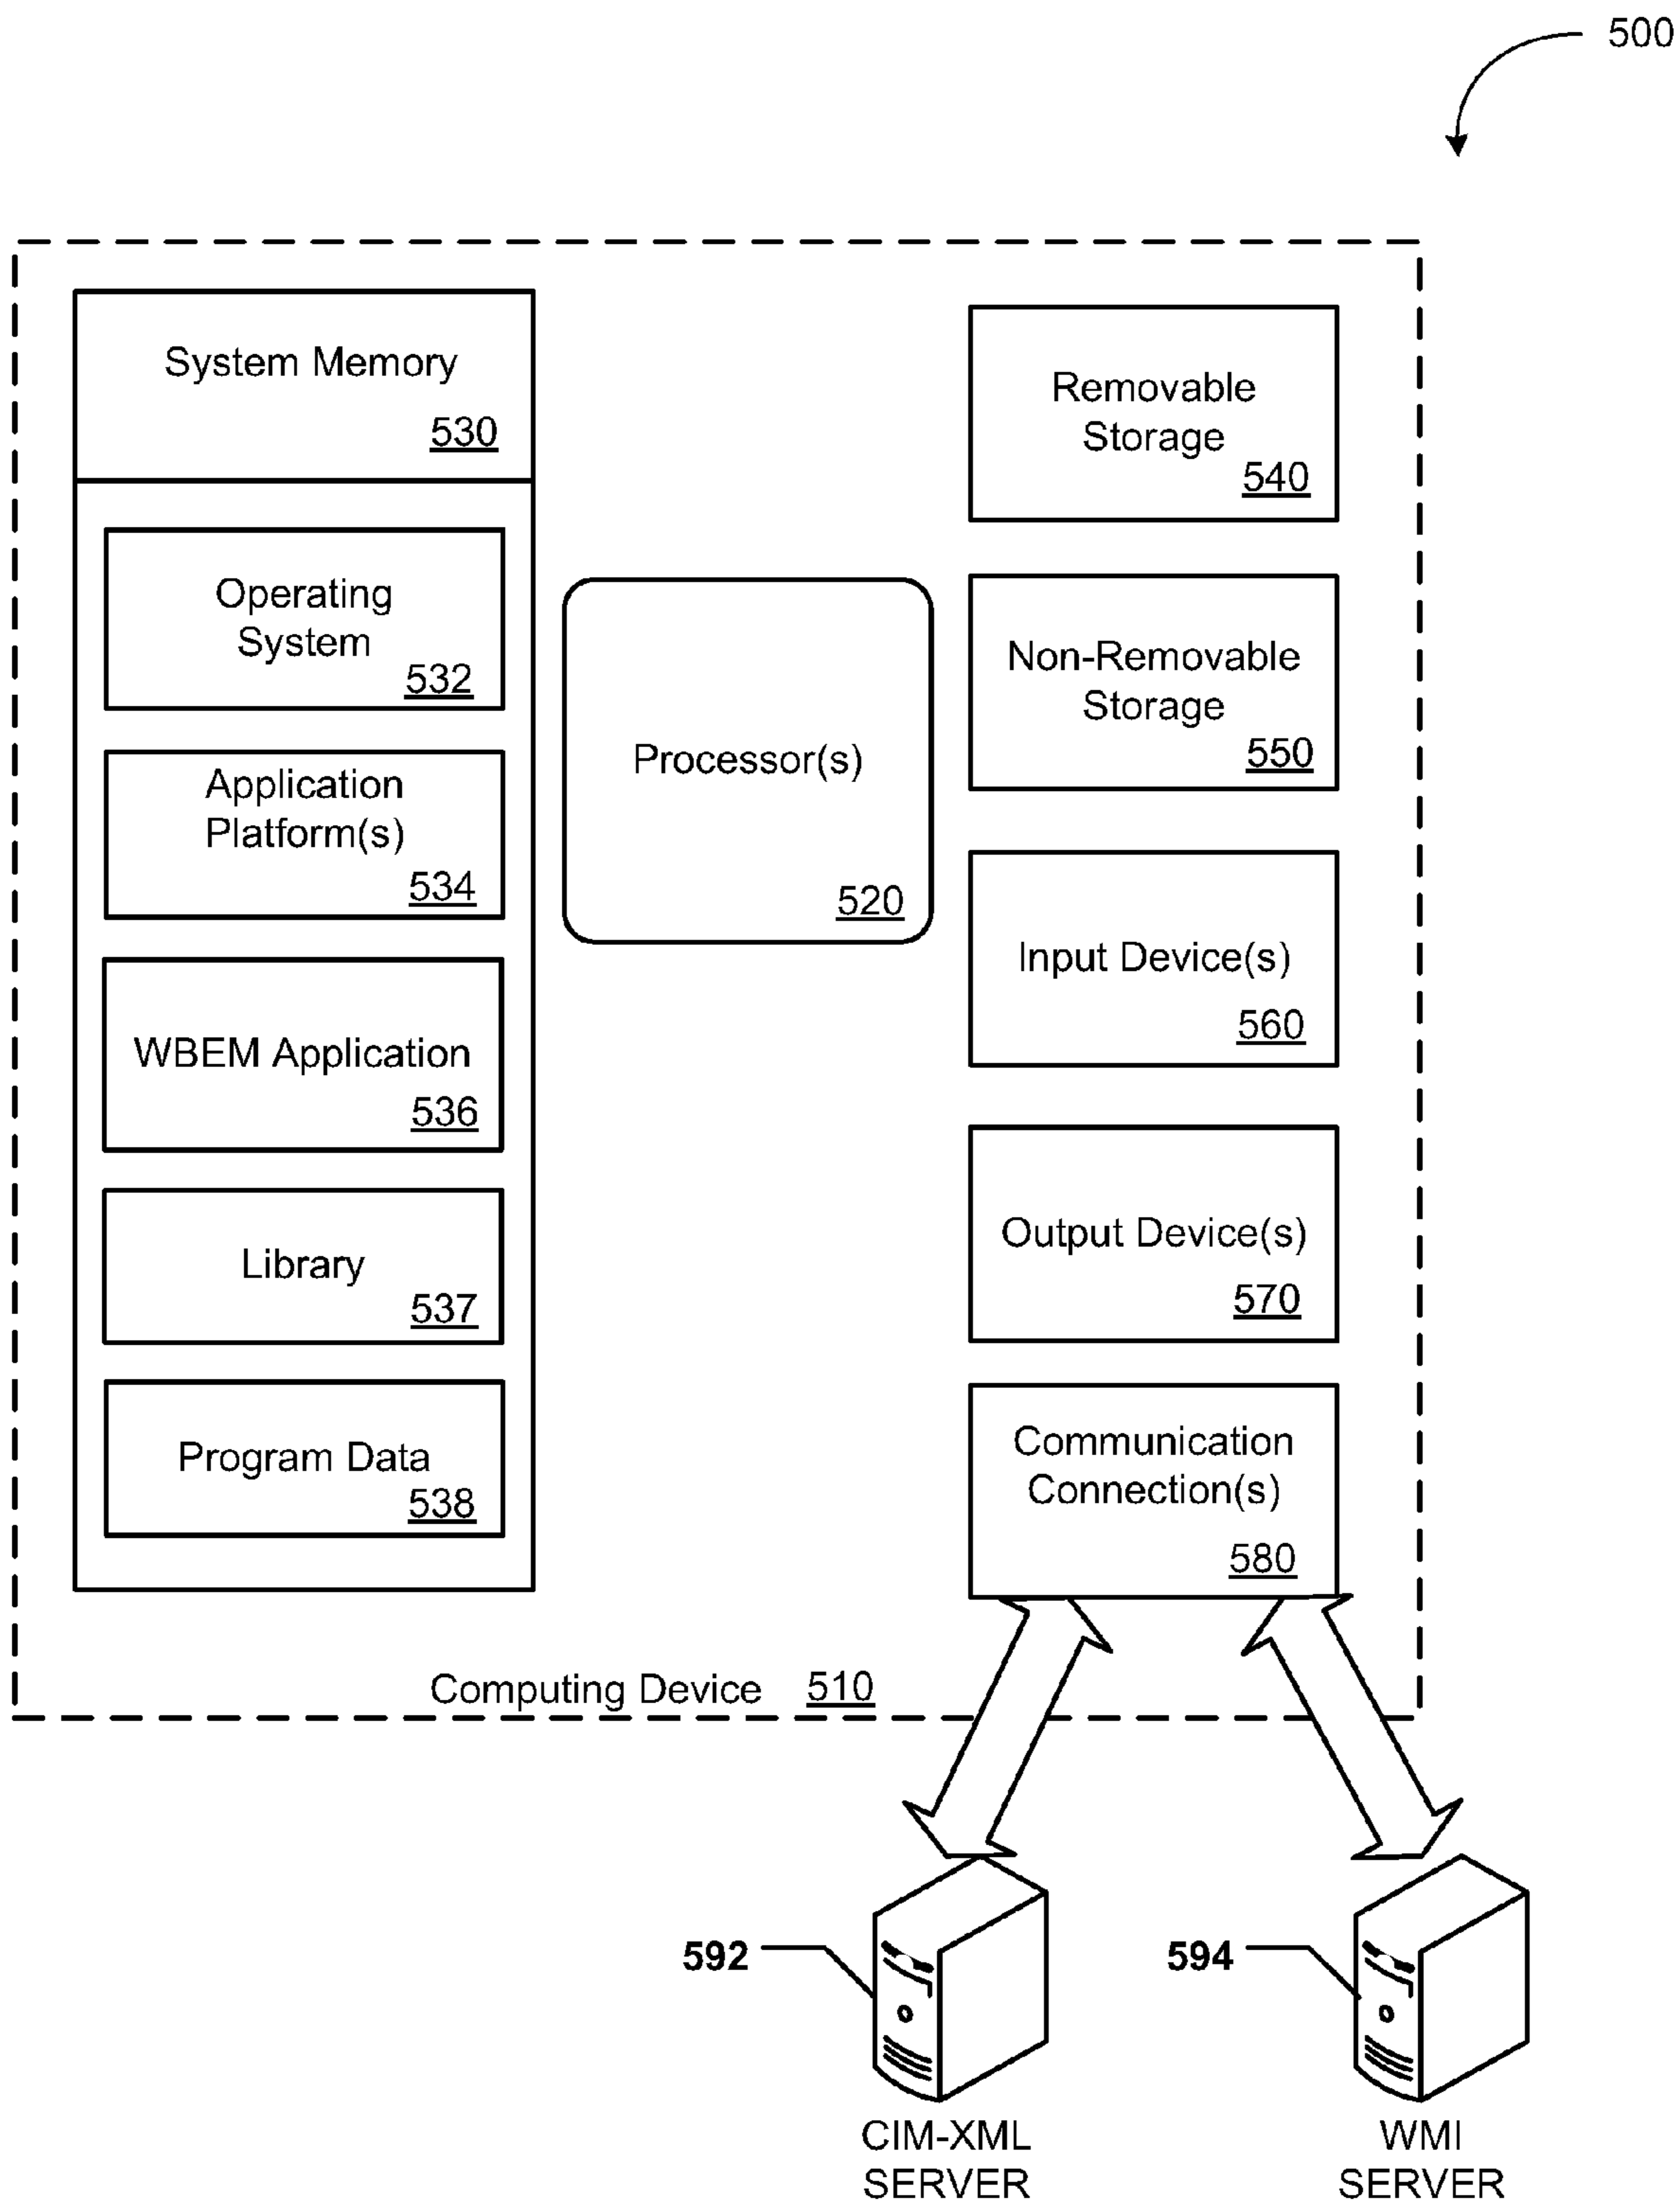 500
System Memory
530
Operating
System
532
Application
Platform(s)
534
WBEM Application
536
Library
537
Program Data
538
Processor(s)
520
Removable
Storage
540
Non-Removable
Storage
550
Input Device(s)
560
Output Device(s)
570
Communication
Connection(s)
580
Computing Device 510
592
CIM-XML
SERVER
594
WMI
SERVER